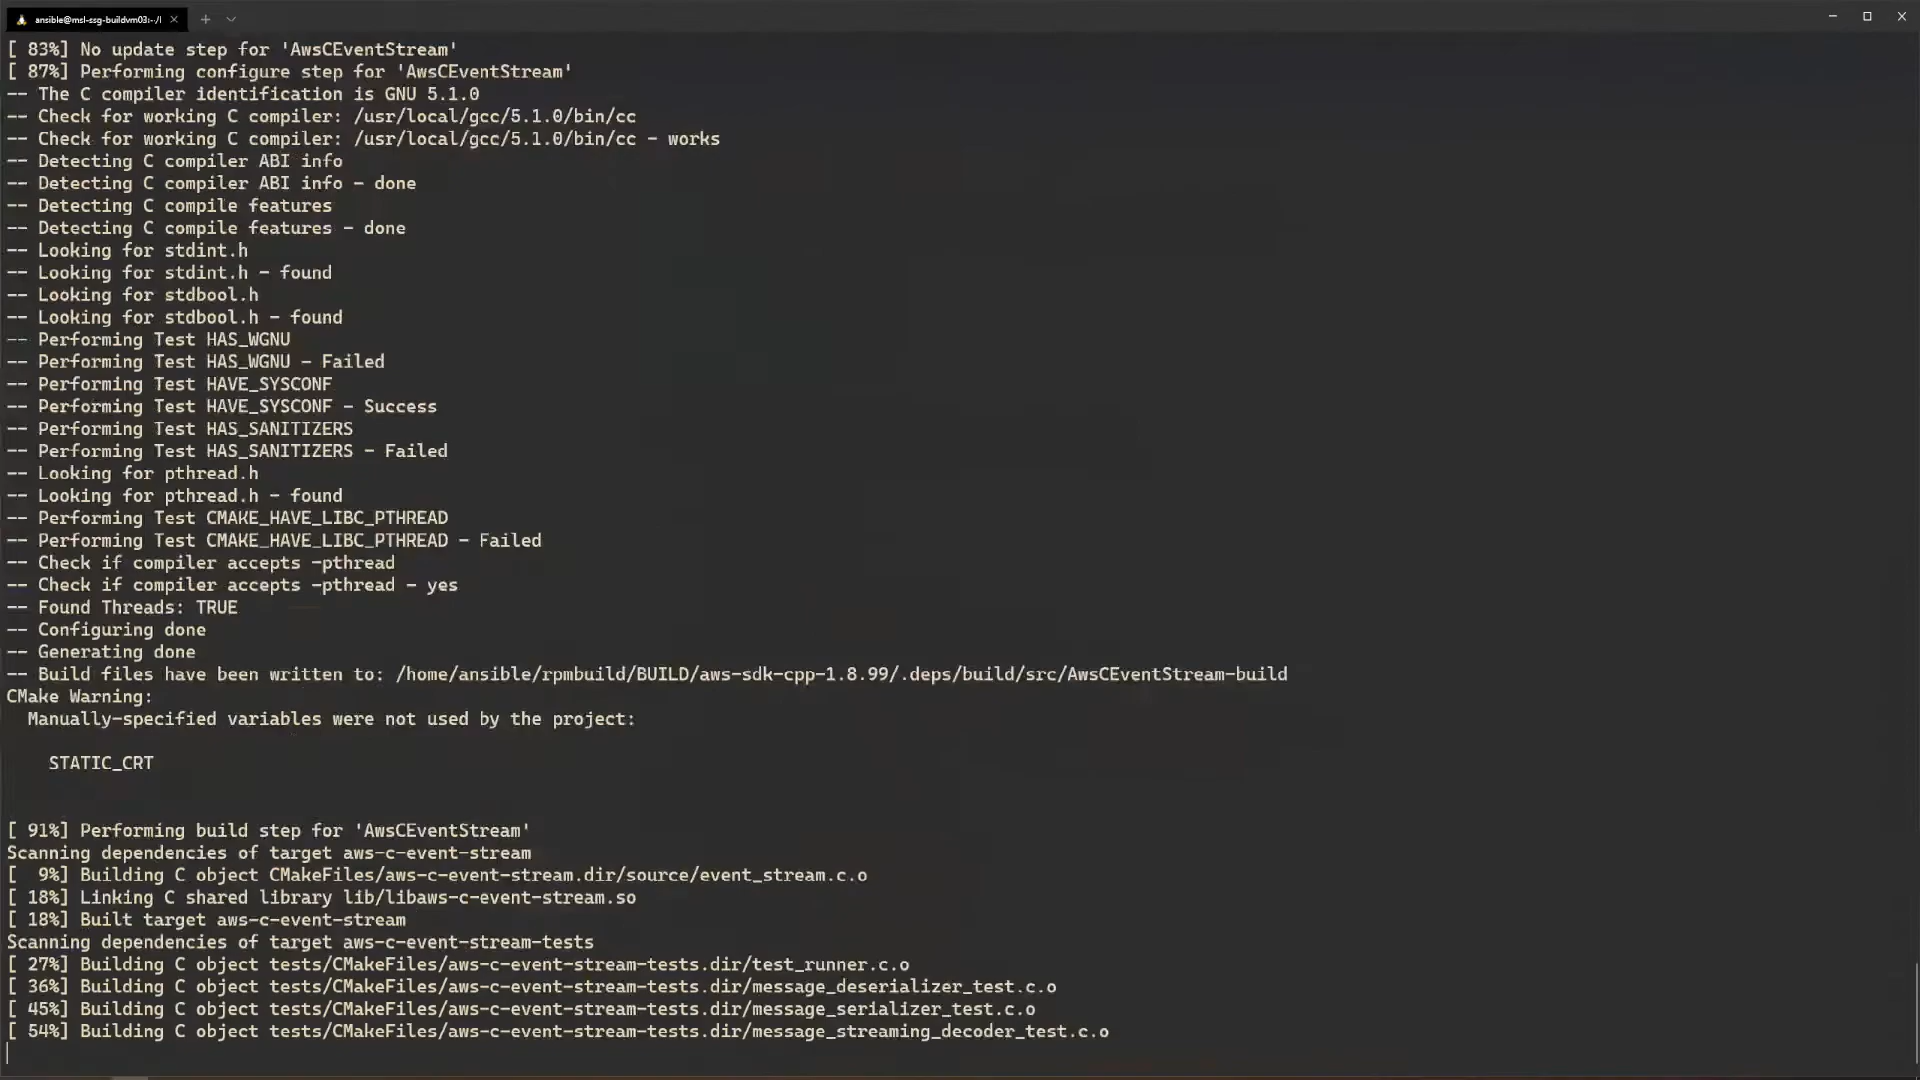 ansible@msl-ssg-buildvm03:~/l
[ 83%] No update step for 'AwsCEventStream'
[ 87%] Performing configure step for 'AwsCEventStream'
-- The C compiler identification is GNU 5.1.0
-- Check for working C compiler: /usr/local/gcc/5.1.0/bin/cc
-- Check for working C compiler: /usr/local/gcc/5.1.0/bin/cc - works
-- Detecting C compiler ABI info
-- Detecting C compiler ABI info - done
-- Detecting C compile features
-- Detecting C compile features - done
-- Looking for stdint.h
-- Looking for stdint.h - found
-- Looking for stdbool.h
-- Looking for stdbool.h - found
-- Performing Test HAS_WGNU
-- Performing Test HAS_WGNU - Failed
-- Performing Test HAVE_SYSCONF
-- Performing Test HAVE_SYSCONF - Success
-- Performing Test HAS_SANITIZERS
-- Performing Test HAS_SANITIZERS - Failed
-- Looking for pthread.h
-- Looking for pthread.h - found
-- Performing Test CMAKE_HAVE_LIBC_PTHREAD
-- Performing Test CMAKE_HAVE_LIBC_PTHREAD - Failed
-- Check if compiler accepts -pthread
-- Check if compiler accepts -pthread - yes
-- Found Threads: TRUE
-- Configuring done
-- Generating done
-- Build files have been written to: /home/ansible/rpmbuild/BUILD/aws-sdk-cpp-1.8.99/.deps/build/src/AwsCEventStream-build
CMake Warning:
  Manually-specified variables were not used by the project:
    STATIC_CRT
[ 91%] Performing build step for 'AwsCEventStream'
Scanning dependencies of target aws-c-event-stream
[  9%] Building C object CMakeFiles/aws-c-event-stream.dir/source/event_stream.c.o
[ 18%] Linking C shared library lib/libaws-c-event-stream.so
[ 18%] Built target aws-c-event-stream
Scanning dependencies of target aws-c-event-stream-tests
[ 27%] Building C object tests/CMakeFiles/aws-c-event-stream-tests.dir/test_runner.c.o
[ 36%] Building C object tests/CMakeFiles/aws-c-event-stream-tests.dir/message_deserializer_test.c.o
[ 45%] Building C object tests/CMakeFiles/aws-c-event-stream-tests.dir/message_serializer_test.c.o
[ 54%] Building C object tests/CMakeFiles/aws-c-event-stream-tests.dir/message_streaming_decoder_test.c.o